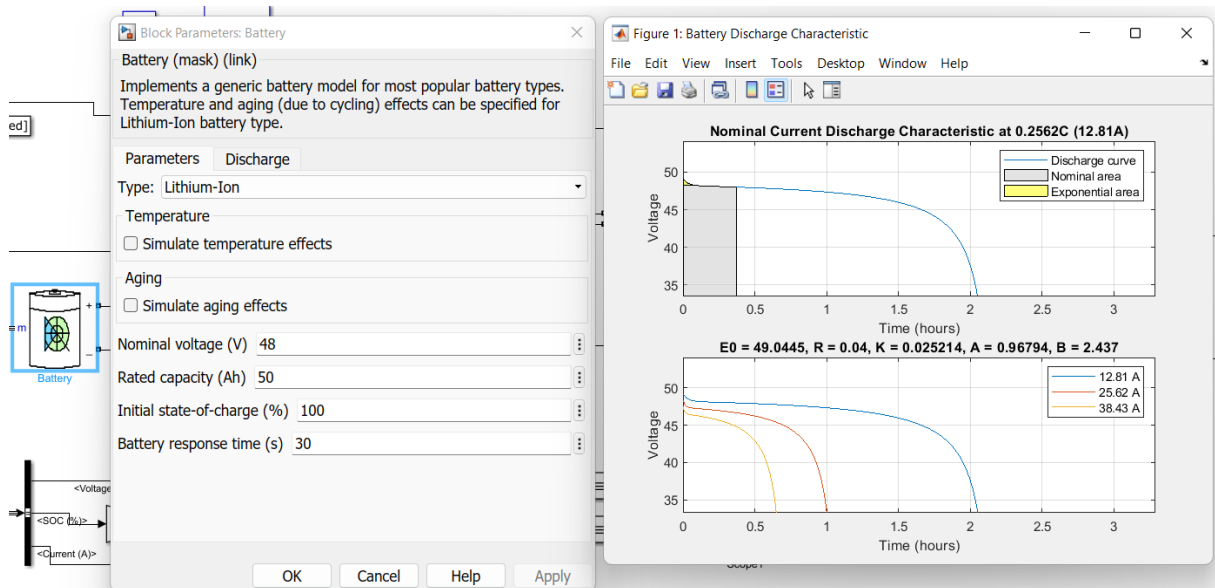 ed]
m
+
_
Battery
<Voltage
<SOC (%)>
<Current (A)>
Block Parameters: Battery
Battery (mask) (link)
Implements a generic battery model for most popular battery types.
Temperature and aging (due to cycling) effects can be specified for
Lithium-Ion battery type.
Parameters Discharge
Type: Lithium-Ion
Temperature
Simulate temperature effects
Aging
Simulate aging effects
Nominal voltage (V) 48
Rated capacity (Ah) 50
Initial state-of-charge (%) 100
Battery response time (s) 30
OK Cancel Help Apply
Figure 1: Battery Discharge Characteristic
File Edit View Insert Tools Desktop Window Help
Nominal Current Discharge Characteristic at 0.2562C (12.81A)
Discharge curve
Nominal area
Exponential area
Voltage
50
45
40
35
0 0.5 1 1.5 2 2.5 3
Time (hours)
E0 = 49.0445, R = 0.04, K = 0.025214, A = 0.96794, B = 2.437
12.81 A
25.62 A
38.43 A
Voltage
50
45
40
35
0 0.5 1 1.5 2 2.5 3
Time (hours)